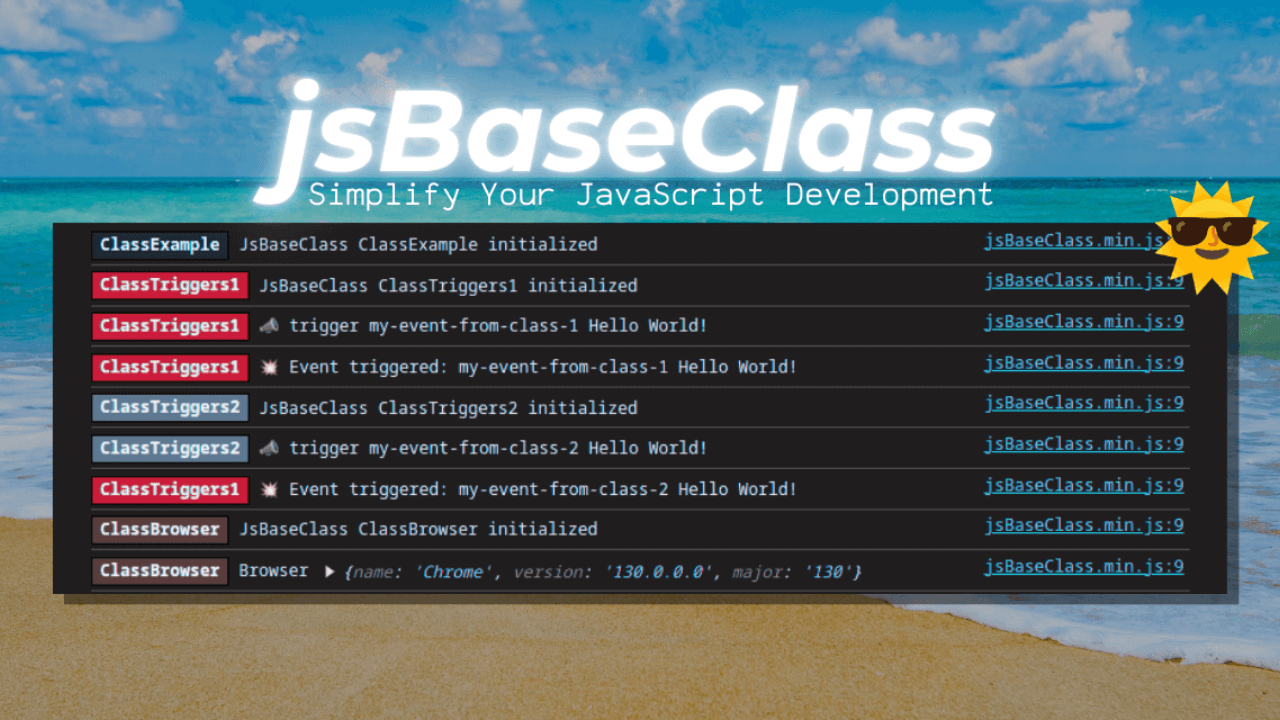 jsBaseClass
Simplify Your JavaScript Development
ClassExample JsBaseClass ClassExample initialized jsBaseClass.min.js:9
ClassTriggers1 JsBaseClass ClassTriggers1 initialized jsBaseClass.min.js:9
ClassTriggers1 📣 trigger my-event-from-class-1 Hello World! jsBaseClass.min.js:9
ClassTriggers1 💥 Event triggered: my-event-from-class-1 Hello World! jsBaseClass.min.js:9
ClassTriggers2 JsBaseClass ClassTriggers2 initialized jsBaseClass.min.js:9
ClassTriggers2 📣 trigger my-event-from-class-2 Hello World! jsBaseClass.min.js:9
ClassTriggers1 💥 Event triggered: my-event-from-class-2 Hello World! jsBaseClass.min.js:9
ClassBrowser JsBaseClass ClassBrowser initialized jsBaseClass.min.js:9
ClassBrowser Browser ▶ {name: 'Chrome', version: '130.0.0.0', major: '130'} jsBaseClass.min.js:9